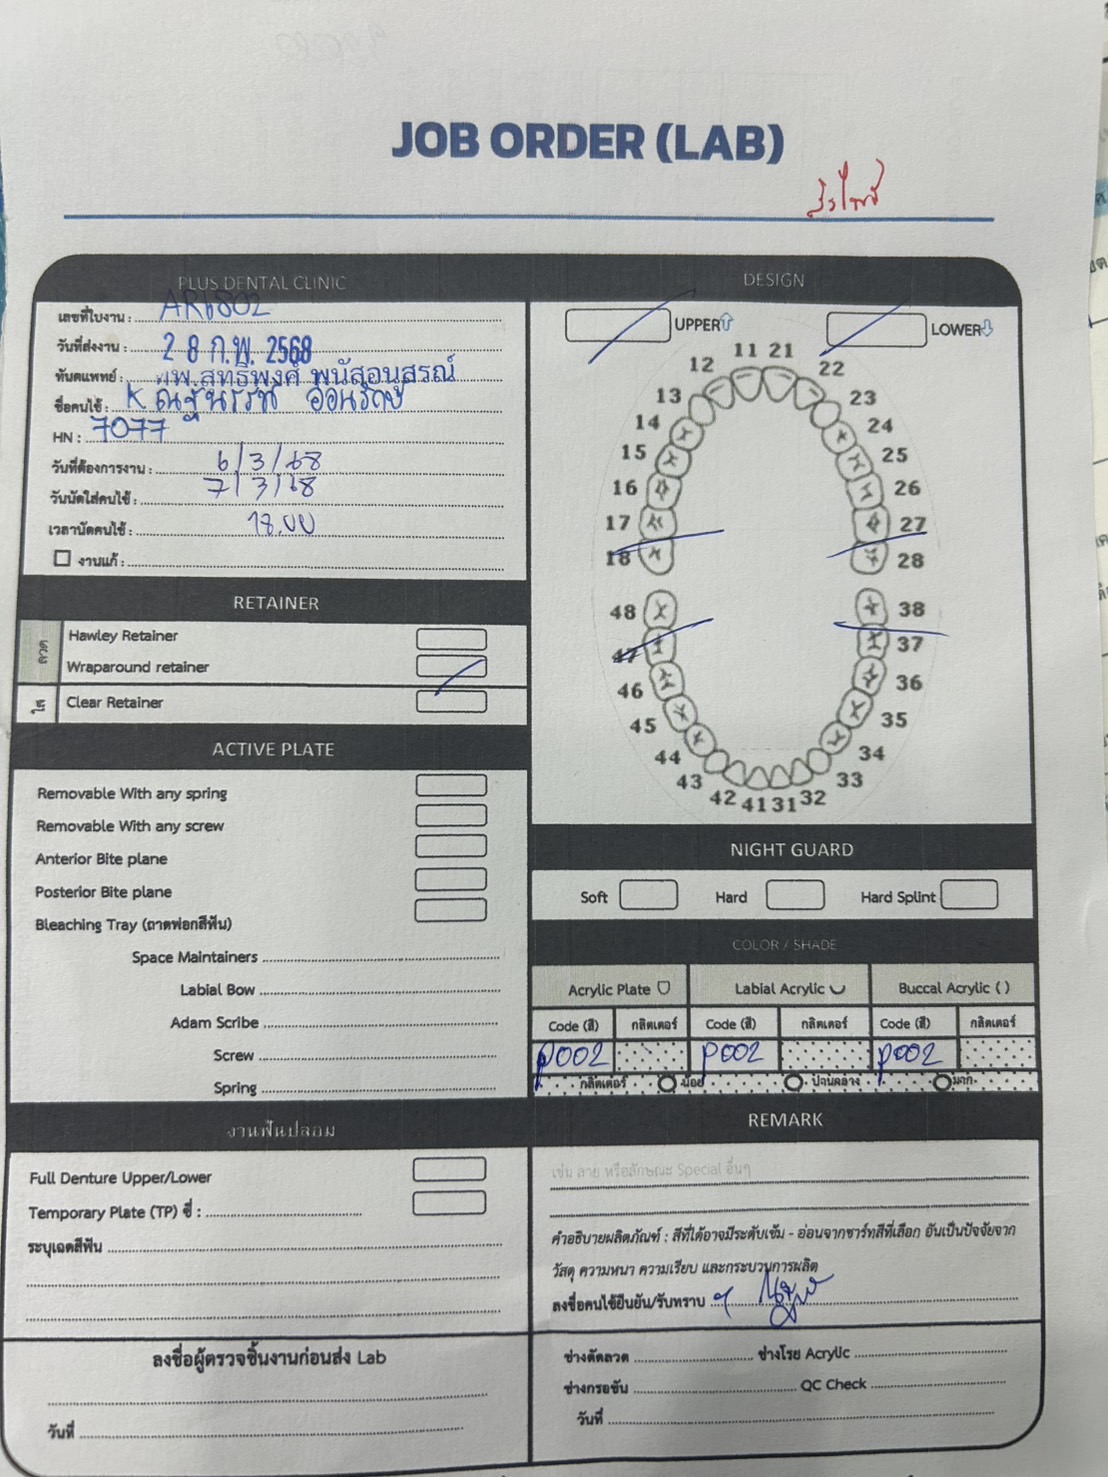 JOB ORDER (LAB)
PLUS DENTAL CLINIC
เลขที่ใบงาน : AR6802
วันที่ส่งงาน : 28 ก.พ. 2568
ทันตแพทย์ : ทพ.สุทธิพงศ์ พนัสอนุสรณ์
ชื่อคนไข้ : K
HN : 7077
วันที่ต้องการงาน : 6/3/68
วันนัดใส่คนไข้ : 7/3/68
เวลานัดคนไข้ : 18.00
งานแก้ :
RETAINER
ลวด
Hawley Retainer
Wraparound retainer
ใส
Clear Retainer
ACTIVE PLATE
Removable With any spring
Removable With any screw
Anterior Bite plane
Posterior Bite plane
Bleaching Tray (ถาดฟอกสีฟัน)
Space Maintainers
Labial Bow
Adam Scribe
Screw
Spring
งานฟันปลอม
Full Denture Upper/Lower
Temporary Plate (TP) ซี่ :
ระบุเฉดสีฟัน
ลงชื่อผู้ตรวจชิ้นงานก่อนส่ง Lab
วันที่
DESIGN
UPPER LOWER
11 21
12 22
13 23
14 24
15 25
16 26
17 27
18 28
48 38
47 37
46 36
45 35
44 34
43 33
42 41 31 32
NIGHT GUARD
Soft Hard Hard Splint
COLOR / SHADE
Acrylic Plate Labial Acrylic Buccal Acrylic ( )
Code (สี) กลิตเตอร์ Code (สี) กลิตเตอร์ Code (สี) กลิตเตอร์
P002 P002 P002
กลิตเตอร์ น้อย ปานกลาง มาก
REMARK
เช่น ลาย หรือลักษณะ Special อื่นๆ
คำอธิบายผลิตภัณฑ์ : สีที่ได้อาจมีระดับเข้ม - อ่อนจากชาร์ทสีที่เลือก อันเป็นปัจจัยจาก
วัสดุ ความหนา ความเรียบ และกระบวนการผลิต
ลงชื่อคนไข้ยืนยัน/รับทราบ
ช่างดัดลวด ช่างโรย Acrylic
ช่างกรอขัน QC Check
วันที่